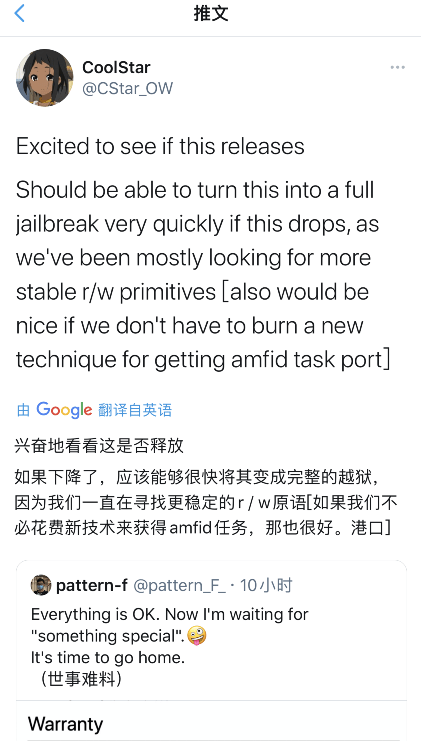 推文
CoolStar
@CStar_OW
Excited to see if this releases
Should be able to turn this into a full
jailbreak very quickly if this drops, as
we've been mostly looking for more
stable r/w primitives [also would be
nice if we don't have to burn a new
technique for getting amfid task port]
由 Google 翻译自英语
兴奋地看看这是否释放
如果下降了，应该能够很快将其变成完整的越狱，
因为我们一直在寻找更稳定的r / w原语[如果我们不
必花费新技术来获得amfid任务，那也很好。港口]
pattern-f @pattern_F_ · 10小时
Everything is OK. Now I'm waiting for
"something special".🤪
It's time to go home.
（世事难料）
Warranty